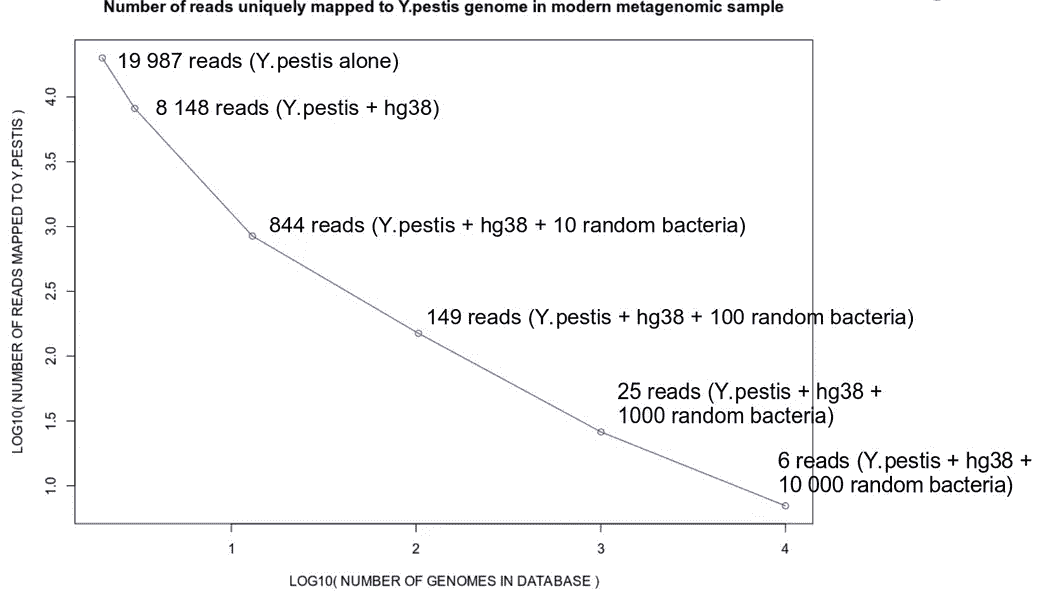 Number of reads uniquely mapped to Y.pestis genome in modern metagenomic sample
19 987 reads (Y.pestis alone)
8 148 reads (Y.pestis + hg38)
844 reads (Y.pestis + hg38 + 10 random bacteria)
149 reads (Y.pestis + hg38 + 100 random bacteria)
25 reads (Y.pestis + hg38 +
1000 random bacteria)
6 reads (Y.pestis + hg38 +
10 000 random bacteria)
LOG10( NUMBER OF READS MAPPED TO Y.PESTIS )
4.0
3.5
3.0
2.5
2.0
1.5
1.0
1 2 3 4
LOG10( NUMBER OF GENOMES IN DATABASE )